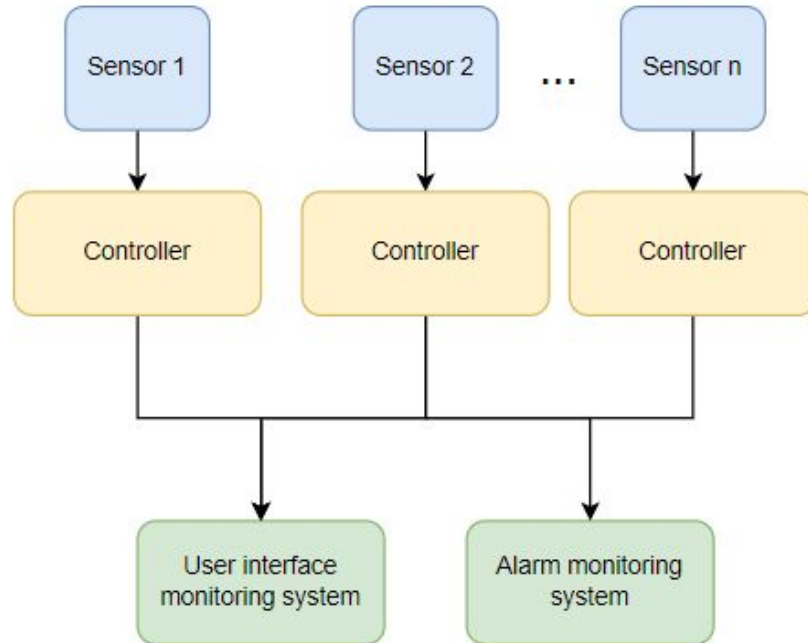 Sensor 1
Sensor 2
...
Sensor n
Controller
Controller
Controller
User interface
monitoring system
Alarm monitoring
system